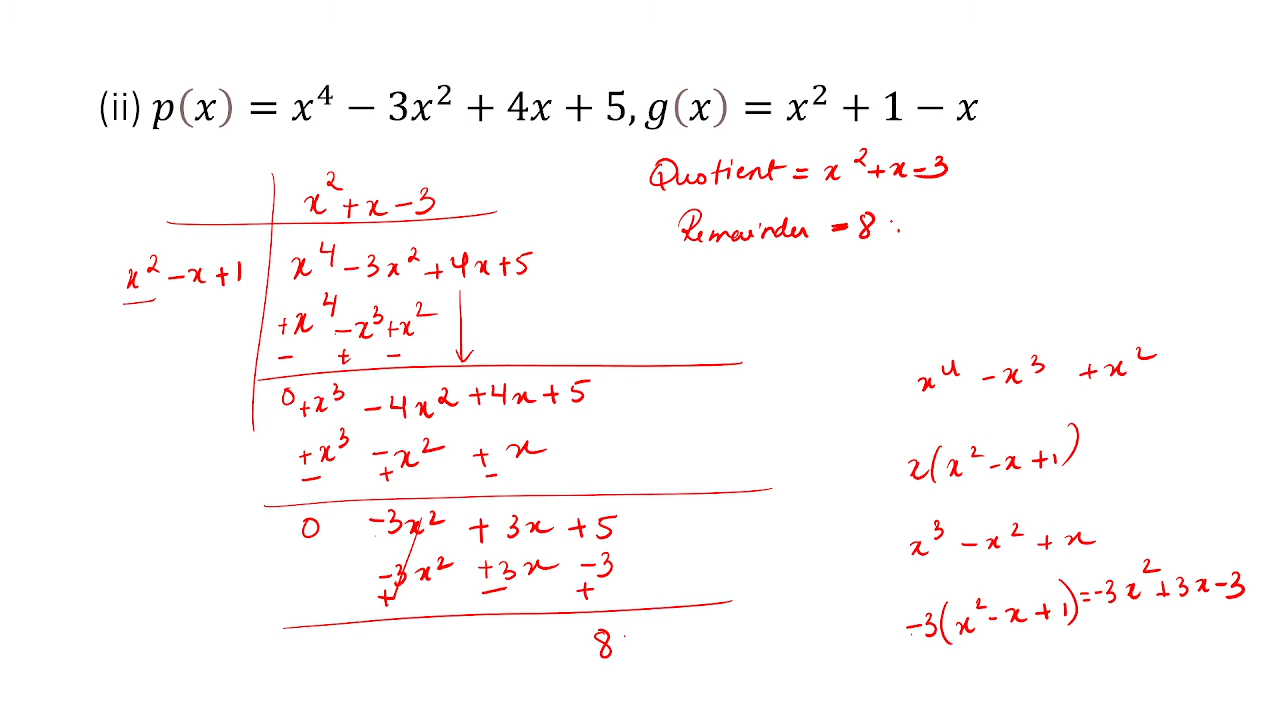 (ii) p(x) = x⁴ − 3x² + 4x + 5, g(x) = x² + 1 − x
Quotient = x² + x − 3
Remainder = 8
x² + x − 3
x² − x + 1
x⁴ − 3x² + 4x + 5
+x⁴ − x³ + x²
− + −
0 + x³ − 4x² + 4x + 5
+x³ − x² + x
− + −
0 −3x² + 3x + 5
−3x² + 3x − 3
+ − +
8
x⁴ − x³ + x²
x(x² − x + 1)
x³ − x² + x
−3(x² − x + 1) = −3x² + 3x − 3